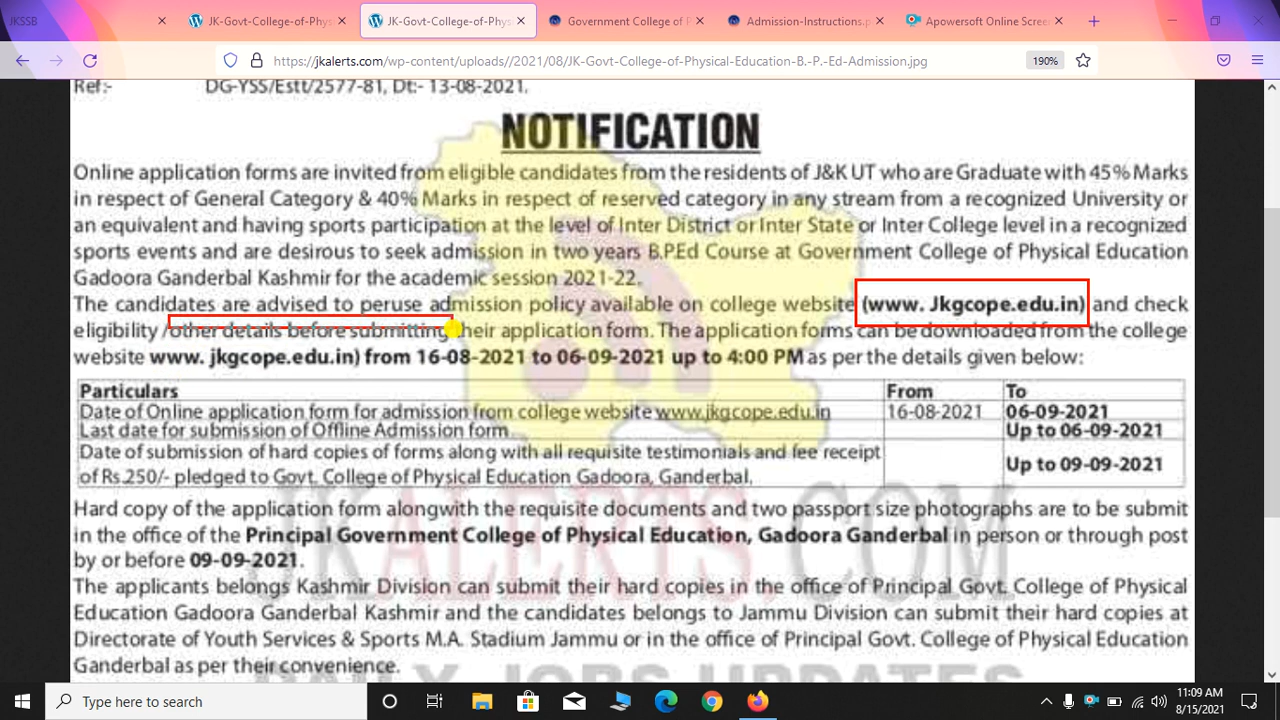 JKSSB
JK-Govt-College-of-Phys
JK-Govt-College-of-Phys
Government College of P
Admission-Instructions.p
Apowersoft Online Scree
https://jkalerts.com/wp-content/uploads//2021/08/JK-Govt-College-of-Physical-Education-B.-P.-Ed-Admission.jpg
190%
Ref:- DG-YSS/Estt/2577-81, Dt:- 13-08-2021.
NOTIFICATION
Online application forms are invited from eligible candidates from the residents of J&K UT who are Graduate with 45% Marks
in respect of General Category & 40% Marks in respect of reserved category in any stream from a recognized University or
an equivalent and having sports participation at the level of Inter District or Inter State or Inter College level in a recognized
sports events and are desirous to seek admission in two years B.P.Ed Course at Government College of Physical Education
Gadoora Ganderbal Kashmir for the academic session 2021-22.
The candidates are advised to peruse admission policy available on college website (www. Jkgcope.edu.in) and check
eligibility /other details before submitting their application form. The application forms can be downloaded from the college
website www. jkgcope.edu.in) from 16-08-2021 to 06-09-2021 up to 4:00 PM as per the details given below:
Particulars From To
Date of Online application form for admission from college website www.jkgcope.edu.in 16-08-2021 06-09-2021
Last date for submission of Offline Admission form. Up to 06-09-2021
Date of submission of hard copies of forms along with all requisite testimonials and fee receipt
of Rs.250/- pledged to Govt. College of Physical Education Gadoora, Ganderbal. Up to 09-09-2021
Hard copy of the application form alongwith the requisite documents and two passport size photographs are to be submit
in the office of the Principal Government College of Physical Education, Gadoora Ganderbal in person or through post
by or before 09-09-2021.
The applicants belongs Kashmir Division can submit their hard copies in the office of Principal Govt. College of Physical
Education Gadoora Ganderbal Kashmir and the candidates belongs to Jammu Division can submit their hard copies at
Directorate of Youth Services & Sports M.A. Stadium Jammu or in the office of Principal Govt. College of Physical Education
Ganderbal as per their convenience.
JKALERTS.COM
DAILY JOBS UPDATES
Type here to search
11:09 AM
8/15/2021